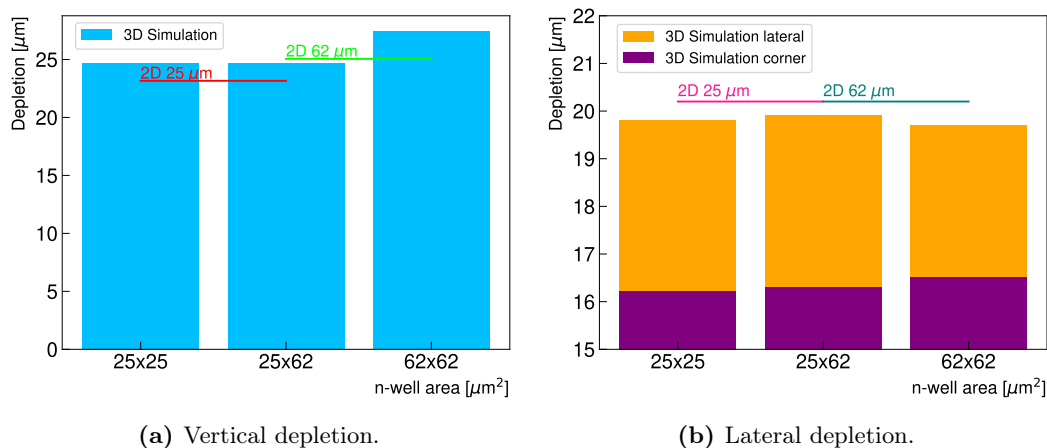 Depletion [μm]
25
20
15
10
5
0
3D Simulation
2D 25 μm
2D 62 μm
25x25
25x62
62x62
n-well area [μm²]
(a) Vertical depletion.
Depletion [μm]
22
21
20
19
18
17
16
15
3D Simulation lateral
3D Simulation corner
2D 25 μm
2D 62 μm
25x25
25x62
62x62
n-well area [μm²]
(b) Lateral depletion.